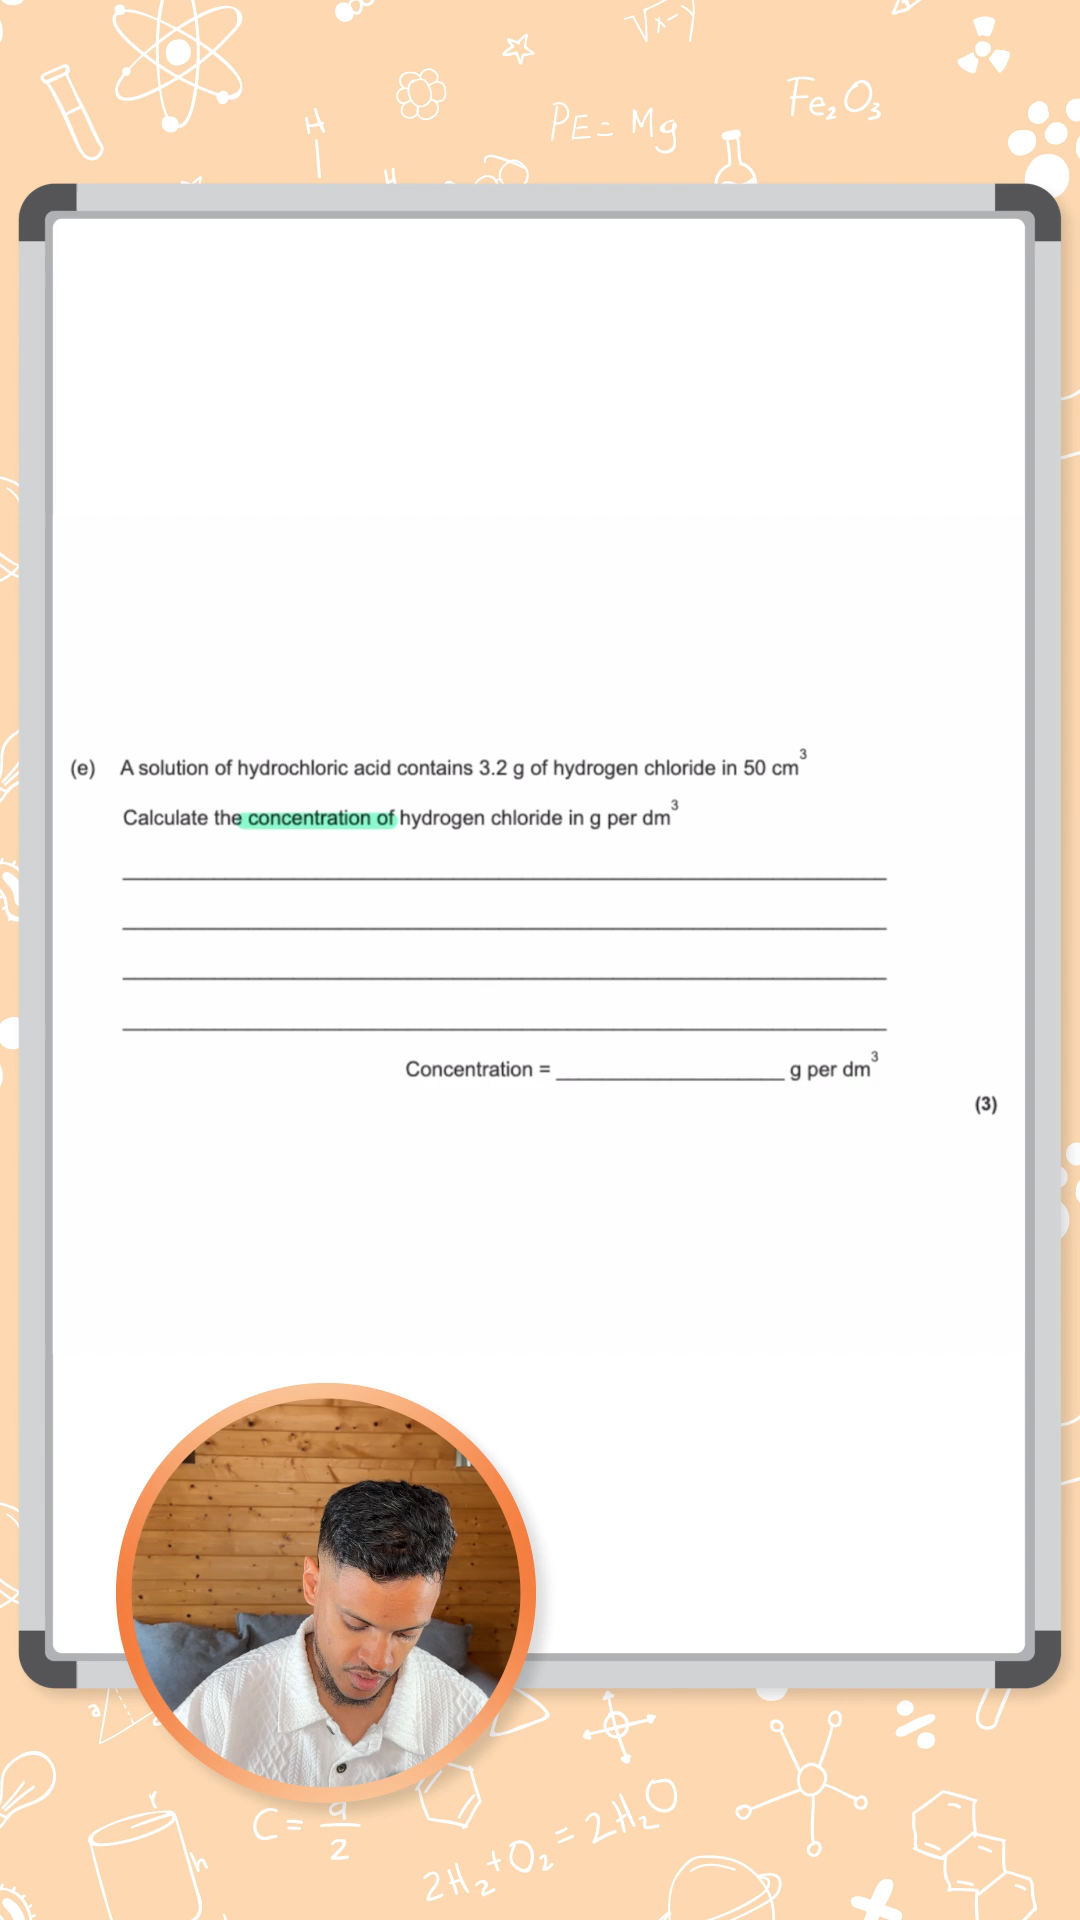 √x-y
Fe₂O₃
PE= Mg
H
H
(e) A solution of hydrochloric acid contains 3.2 g of hydrogen chloride in 50 cm³
Calculate the concentration of hydrogen chloride in g per dm³
Concentration = ____________ g per dm³
(3)
a
r
h
C = a/2
2H₂+O₂=2H₂O